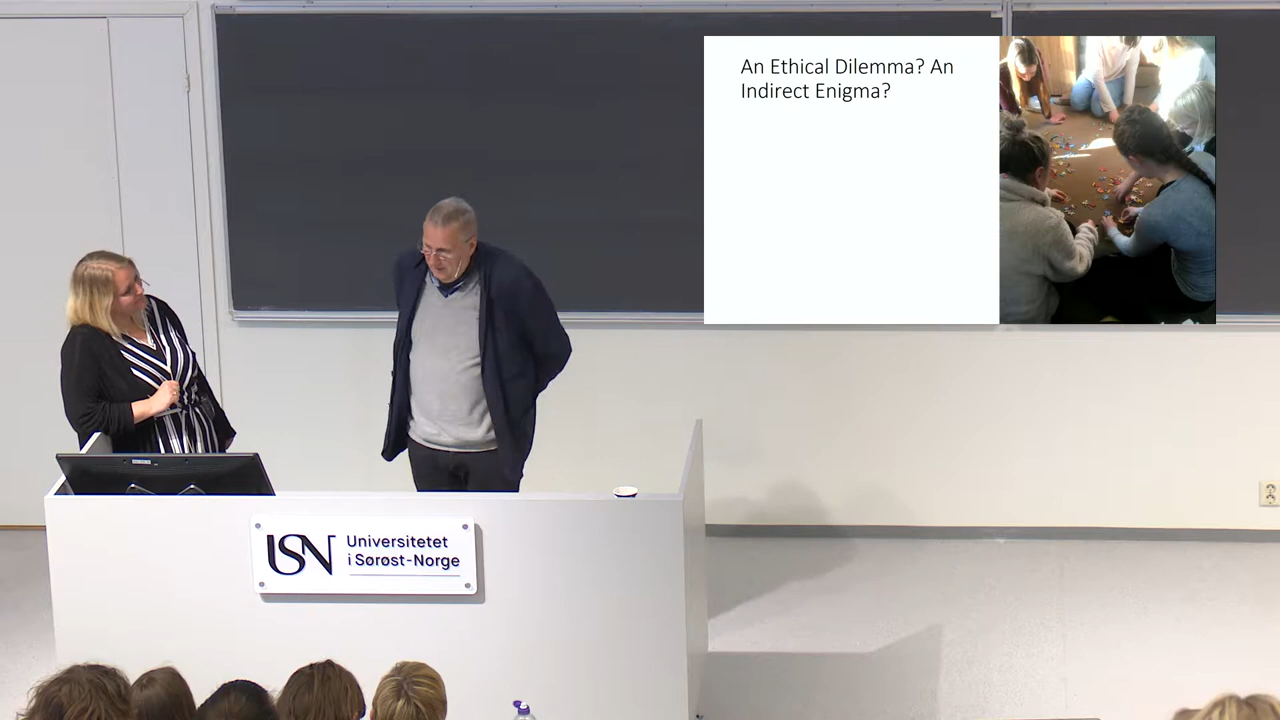 An Ethical Dilemma? An
Indirect Enigma?
USN
Universitetet
i Sørøst-Norge